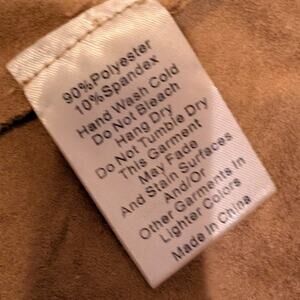 90%Polyester
10%Spandex
Hand Wash Cold
Do Not Bleach
Hang Dry
Do Not Tumble Dry
This Garment
May Fade
And Stain Surfaces
And/Or
Other Garments In
Lighter Colors
Made In China